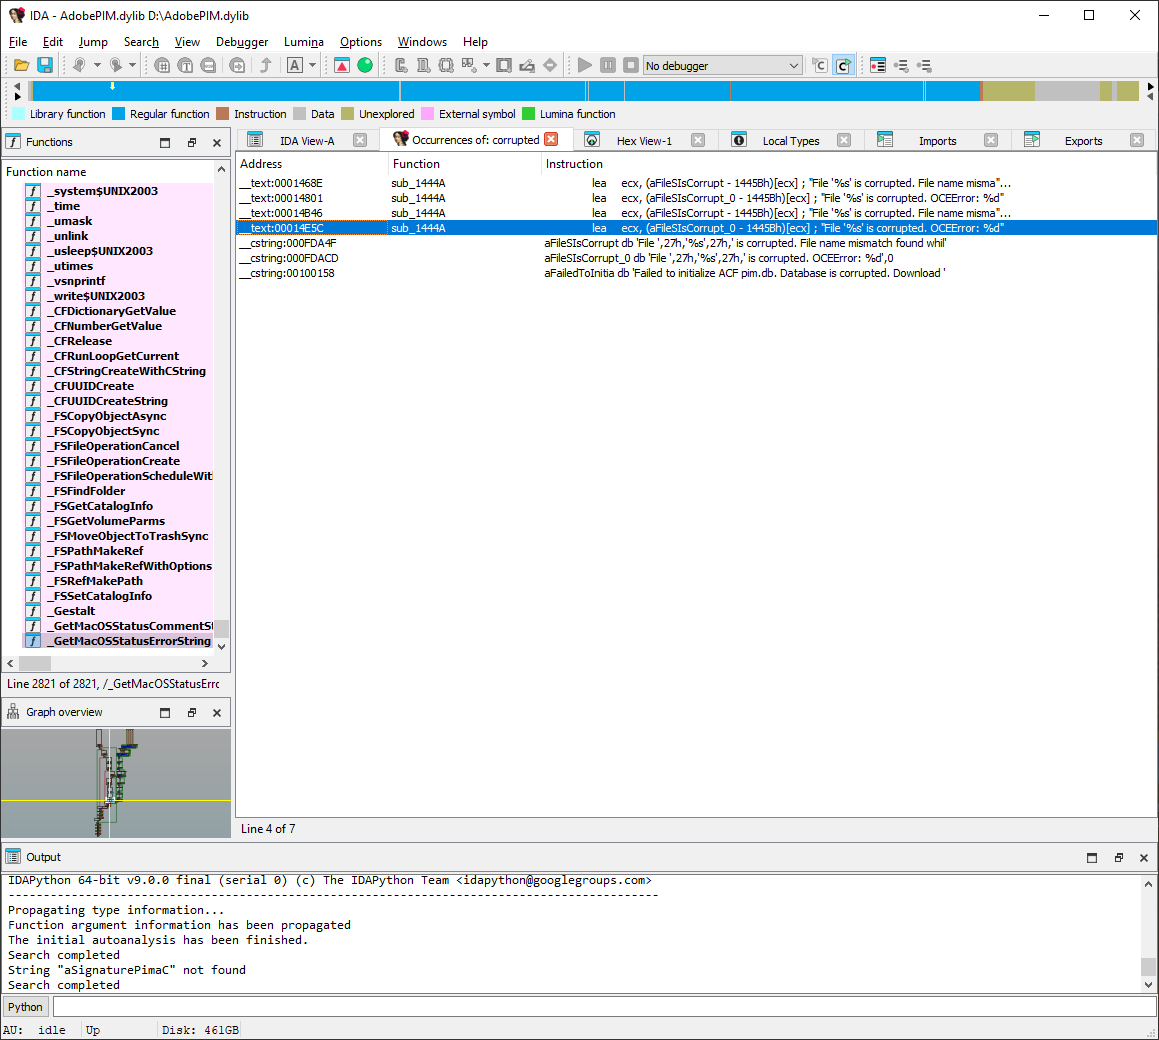 IDA - AdobePIM.dylib D:\AdobePIM.dylib
File Edit Jump Search View Debugger Lumina Options Windows Help
No debugger
Library function Regular function Instruction Data Unexplored External symbol Lumina function
Functions
IDA View-A Occurrences of: corrupted Hex View-1 Local Types Imports Exports
Function name
_system$UNIX2003
_time
_umask
_unlink
_usleep$UNIX2003
_utimes
_vsnprintf
_write$UNIX2003
_CFDictionaryGetValue
_CFNumberGetValue
_CFRelease
_CFRunLoopGetCurrent
_CFStringCreateWithCString
_CFUUIDCreate
_CFUUIDCreateString
_FSCopyObjectAsync
_FSCopyObjectSync
_FSFileOperationCancel
_FSFileOperationCreate
_FSFileOperationScheduleWit
_FSFindFolder
_FSGetCatalogInfo
_FSGetVolumeParms
_FSMoveObjectToTrashSync
_FSPathMakeRef
_FSPathMakeRefWithOptions
_FSRefMakePath
_FSSetCatalogInfo
_Gestalt
_GetMacOSStatusCommentSt
_GetMacOSStatusErrorString
Line 2821 of 2821, /_GetMacOSStatusErrc
Graph overview
Address Function Instruction
__text:0001468E sub_1444A lea ecx, (aFileSIsCorrupt - 1445Bh)[ecx] ; "File '%s' is corrupted. File name misma"...
__text:00014801 sub_1444A lea ecx, (aFileSIsCorrupt_0 - 1445Bh)[ecx] ; "File '%s' is corrupted. OCEError: %d"
__text:00014B46 sub_1444A lea ecx, (aFileSIsCorrupt - 1445Bh)[ecx] ; "File '%s' is corrupted. File name misma"...
__text:00014E5C sub_1444A lea ecx, (aFileSIsCorrupt_0 - 1445Bh)[ecx] ; "File '%s' is corrupted. OCEError: %d"
__cstring:000FDA4F aFileSIsCorrupt db 'File ',27h,'%s',27h,' is corrupted. File name mismatch found whil'
__cstring:000FDACD aFileSIsCorrupt_0 db 'File ',27h,'%s',27h,' is corrupted. OCEError: %d',0
__cstring:00100158 aFailedToInitia db 'Failed to initialize ACF pim.db. Database is corrupted. Download '
Line 4 of 7
Output
IDAPython 64-bit v9.0.0 final (serial 0) (c) The IDAPython Team <idapython@googlegroups.com>
-------------------------------------------------------------------------------------------
Propagating type information...
Function argument information has been propagated
The initial autoanalysis has been finished.
Search completed
String "aSignaturePimaC" not found
Search completed
Python
AU: idle Up Disk: 461GB